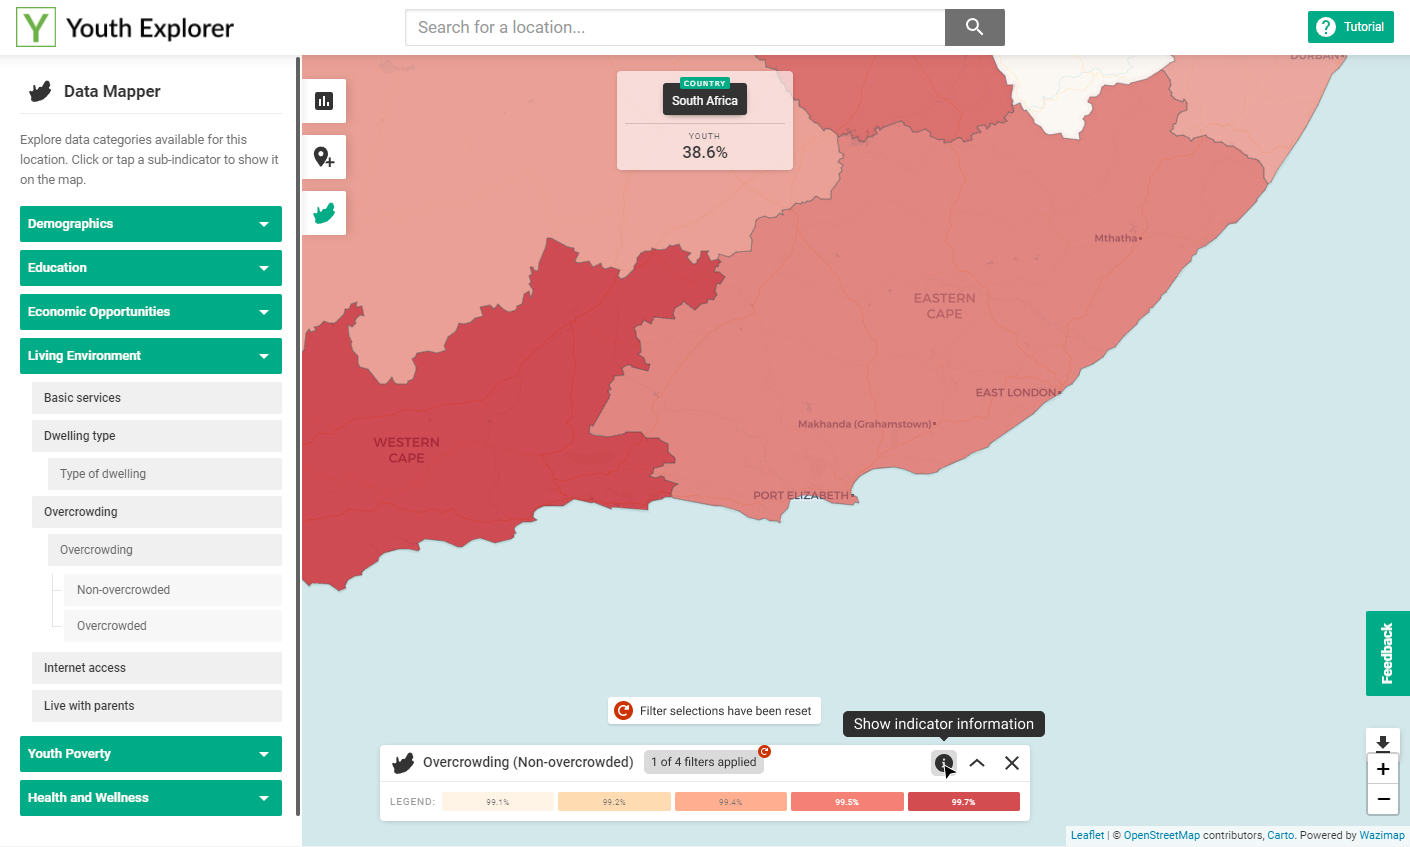 Y Youth Explorer
Search for a location...
Tutorial
Data Mapper
Explore data categories available for this
location. Click or tap a sub-indicator to show it
on the map.
Demographics
Education
Economic Opportunities
Living Environment
Basic services
Dwelling type
Type of dwelling
Overcrowding
Overcrowding
Non-overcrowded
Overcrowded
Internet access
Live with parents
Youth Poverty
Health and Wellness
COUNTRY
South Africa
YOUTH
38.6%
DURBAN
Mthatha
EASTERN
CAPE
EAST LONDON
Makhanda (Grahamstown)
WESTERN
CAPE
PORT ELIZABETH
Feedback
Filter selections have been reset
Show indicator information
Overcrowding (Non-overcrowded)
1 of 4 filters applied
LEGEND:
99.1%
99.2%
99.4%
99.5%
99.7%
+
−
Leaflet | © OpenStreetMap contributors, Carto. Powered by Wazimap